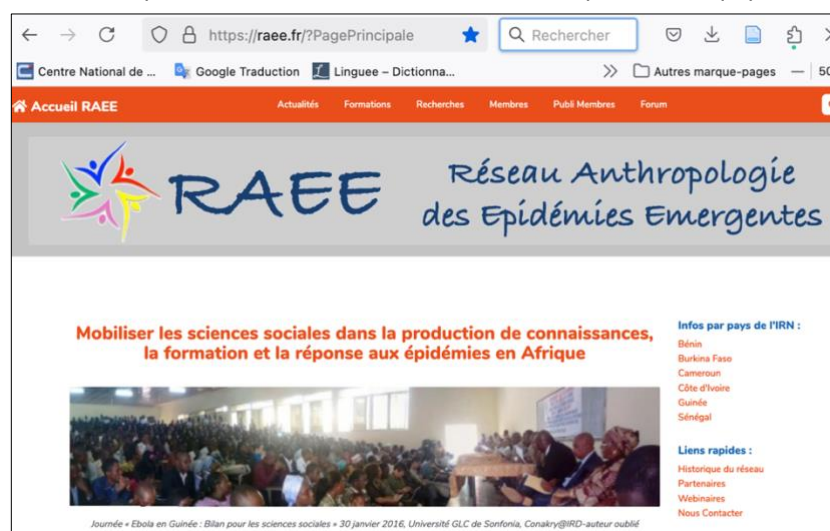 https://raee.fr/?PagePrincipale
Rechercher
Centre National de ...
Google Traduction
Linguee – Dictionna...
Autres marque-pages
Accueil RAEE
Actualités
Formations
Recherches
Membres
Publi Membres
Forum
RAEE
Réseau Anthropologie
des Epidémies Emergentes
Mobiliser les sciences sociales dans la production de connaissances,
la formation et la réponse aux épidémies en Afrique
Journée « Ebola en Guinée : Bilan pour les sciences sociales » 30 janvier 2016, Université GLC de Sonfonia, Conakry@IRD-auteur oublié
Infos par pays de l'IRN :
Bénin
Burkina Faso
Cameroun
Côte d'Ivoire
Guinée
Sénégal
Liens rapides :
Historique du réseau
Partenaires
Webinaires
Nous Contacter